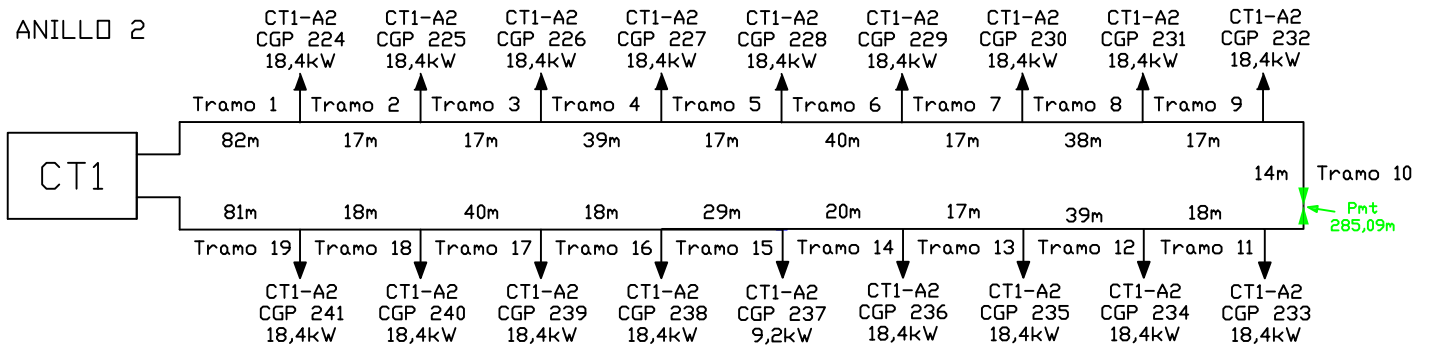 ANILLO 2
CT1-A2 CT1-A2 CT1-A2 CT1-A2 CT1-A2 CT1-A2 CT1-A2 CT1-A2 CT1-A2
CGP 224 CGP 225 CGP 226 CGP 227 CGP 228 CGP 229 CGP 230 CGP 231 CGP 232
18,4kW 18,4kW 18,4kW 18,4kW 18,4kW 18,4kW 18,4kW 18,4kW 18,4kW
Tramo 1 Tramo 2 Tramo 3 Tramo 4 Tramo 5 Tramo 6 Tramo 7 Tramo 8 Tramo 9
82m 17m 17m 39m 17m 40m 17m 38m 17m
CT1
14m Tramo 10
81m 18m 40m 18m 29m 20m 17m 39m 18m
Pmt
285,09m
Tramo 19 Tramo 18 Tramo 17 Tramo 16 Tramo 15 Tramo 14 Tramo 13 Tramo 12 Tramo 11
CT1-A2 CT1-A2 CT1-A2 CT1-A2 CT1-A2 CT1-A2 CT1-A2 CT1-A2 CT1-A2
CGP 241 CGP 240 CGP 239 CGP 238 CGP 237 CGP 236 CGP 235 CGP 234 CGP 233
18,4kW 18,4kW 18,4kW 18,4kW 9,2kW 18,4kW 18,4kW 18,4kW 18,4kW